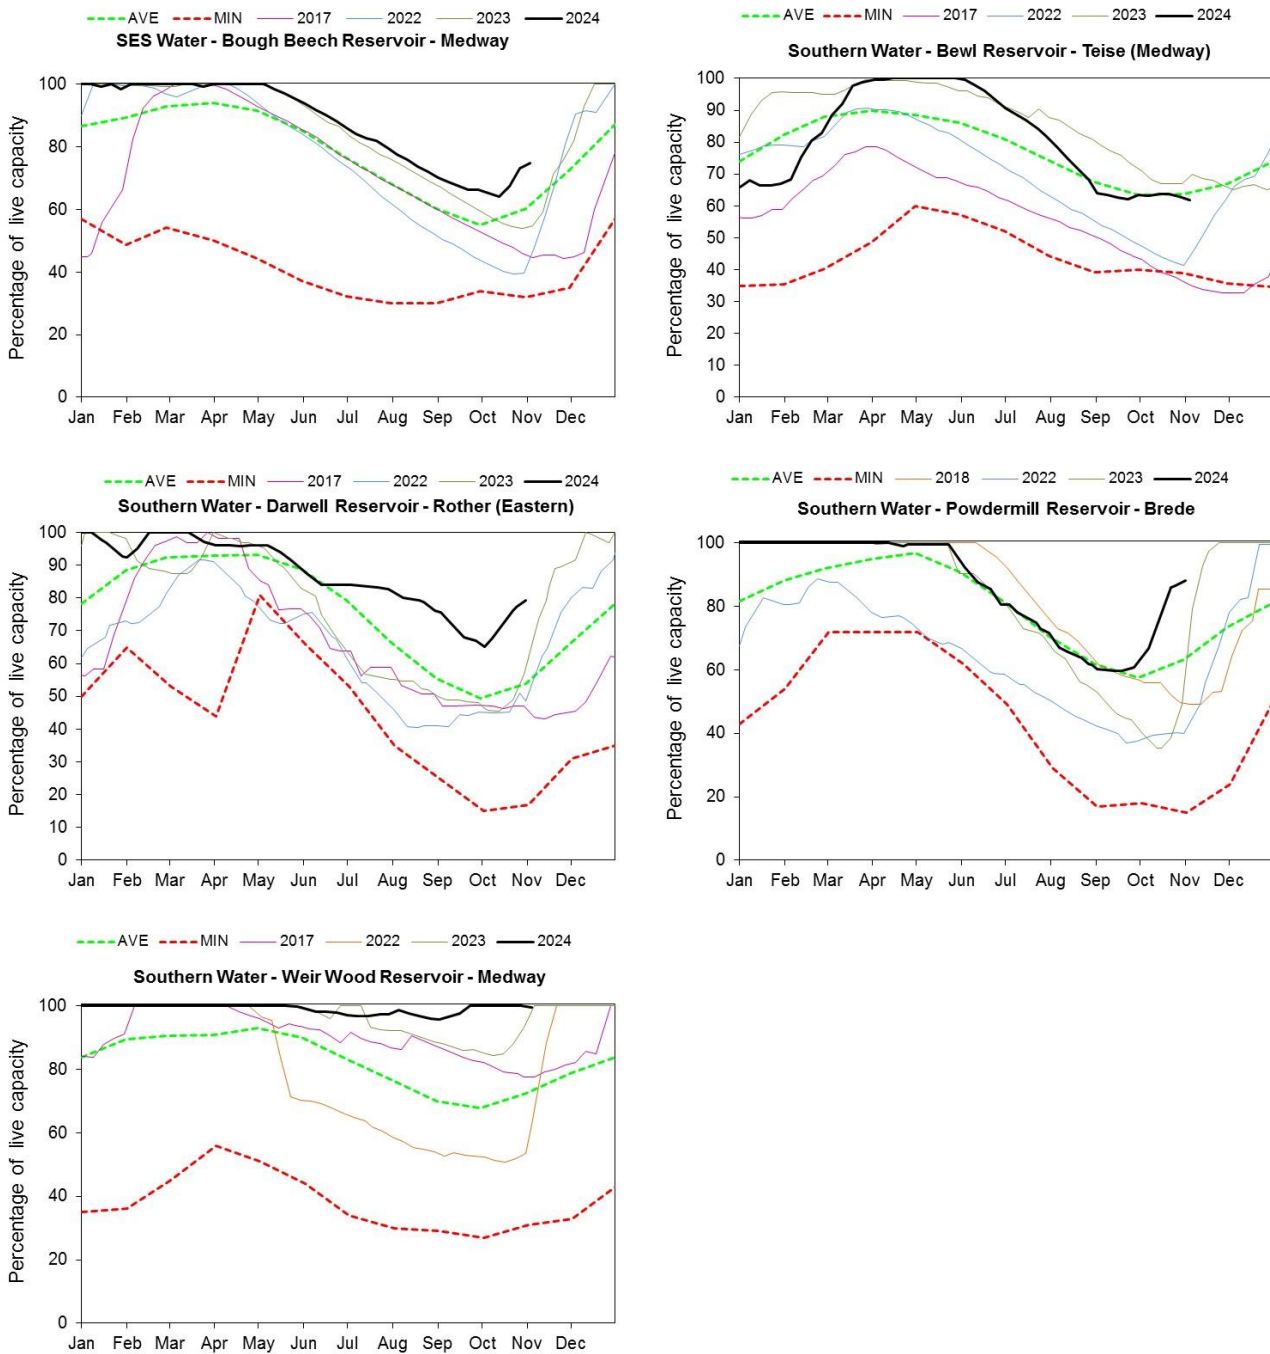 AVE MIN 2017 2022 2023 2024
SES Water - Bough Beech Reservoir - Medway
Percentage of live capacity
100
80
60
40
20
0
Jan Feb Mar Apr May Jun Jul Aug Sep Oct Nov Dec
AVE MIN 2017 2022 2023 2024
Southern Water - Bewl Reservoir - Teise (Medway)
Percentage of live capacity
100
90
80
70
60
50
40
30
20
10
0
Jan Feb Mar Apr May Jun Jul Aug Sep Oct Nov Dec
AVE MIN 2017 2022 2023 2024
Southern Water - Darwell Reservoir - Rother (Eastern)
Percentage of live capacity
100
90
80
70
60
50
40
30
20
10
0
Jan Feb Mar Apr May Jun Jul Aug Sep Oct Nov Dec
AVE MIN 2018 2022 2023 2024
Southern Water - Powdermill Reservoir - Brede
Percentage of live capacity
100
80
60
40
20
0
Jan Feb Mar Apr May Jun Jul Aug Sep Oct Nov Dec
AVE MIN 2017 2022 2023 2024
Southern Water - Weir Wood Reservoir - Medway
Percentage of live capacity
100
80
60
40
20
0
Jan Feb Mar Apr May Jun Jul Aug Sep Oct Nov Dec